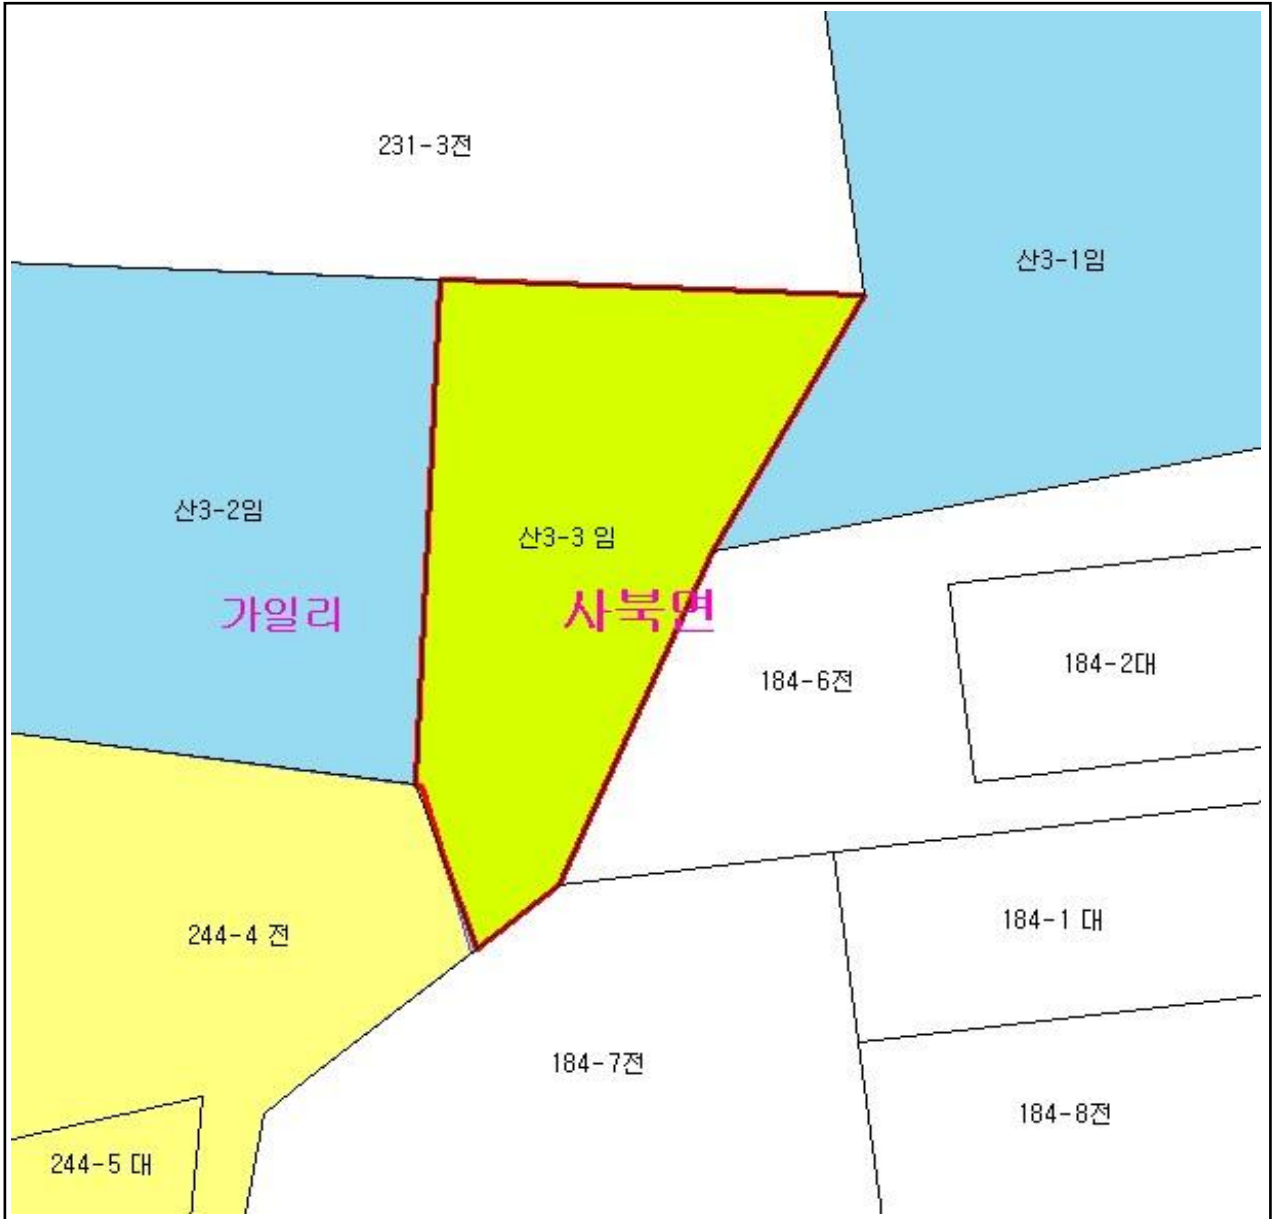 231-3전
산3-1임
산3-2임
산3-3 임
가일리
사북면
184-6전
184-2대
244-4 전
184-1 대
184-7전
184-8전
244-5 대